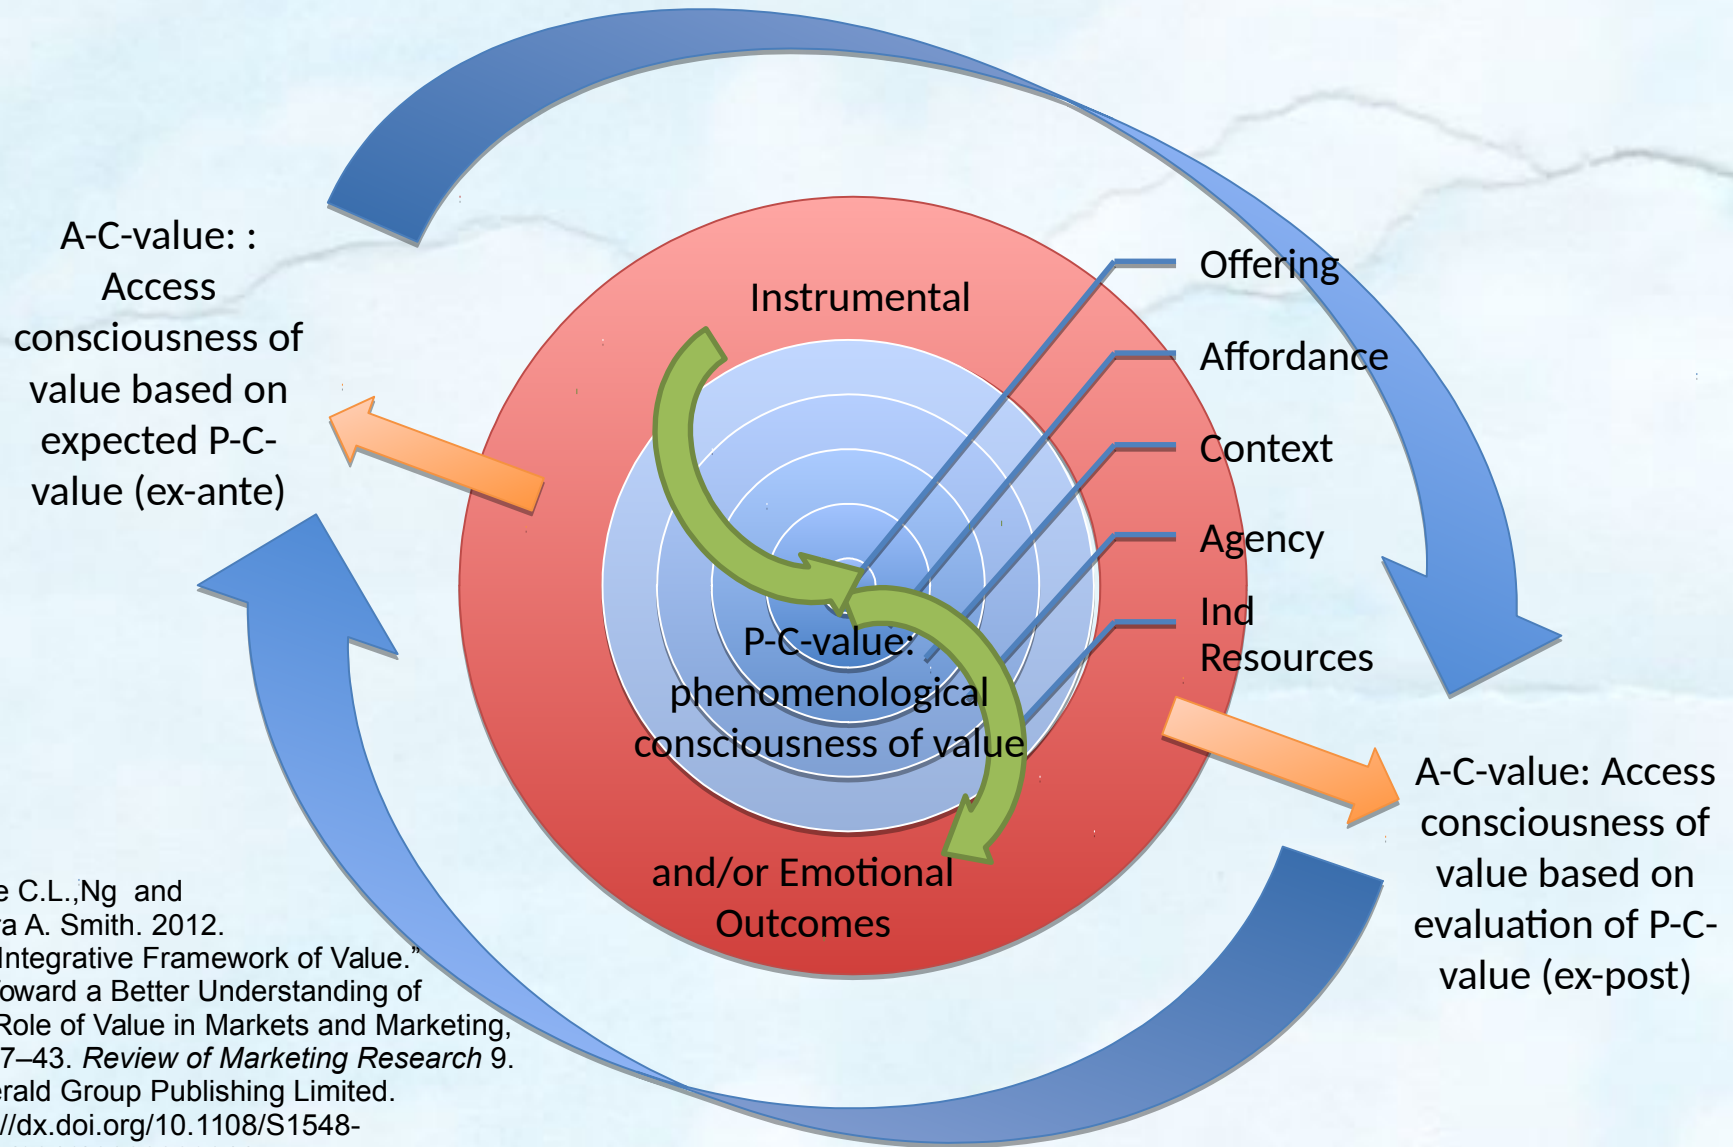 A-C-value: :
Access
consciousness of
value based on
expected P-C-
value (ex-ante)
Instrumental
Offering
Affordance
Context
Agency
Ind
Resources
P-C-value:
phenomenological
consciousness of value
and/or Emotional
Outcomes
A-C-value: Access
consciousness of
value based on
evaluation of P-C-
value (ex-post)
e C.L.,Ng and
a A. Smith. 2012.
Integrative Framework of Value.”
oward a Better Understanding of
Role of Value in Markets and Marketing,
7–43. Review of Marketing Research 9.
erald Group Publishing Limited.
//dx.doi.org/10.1108/S1548-